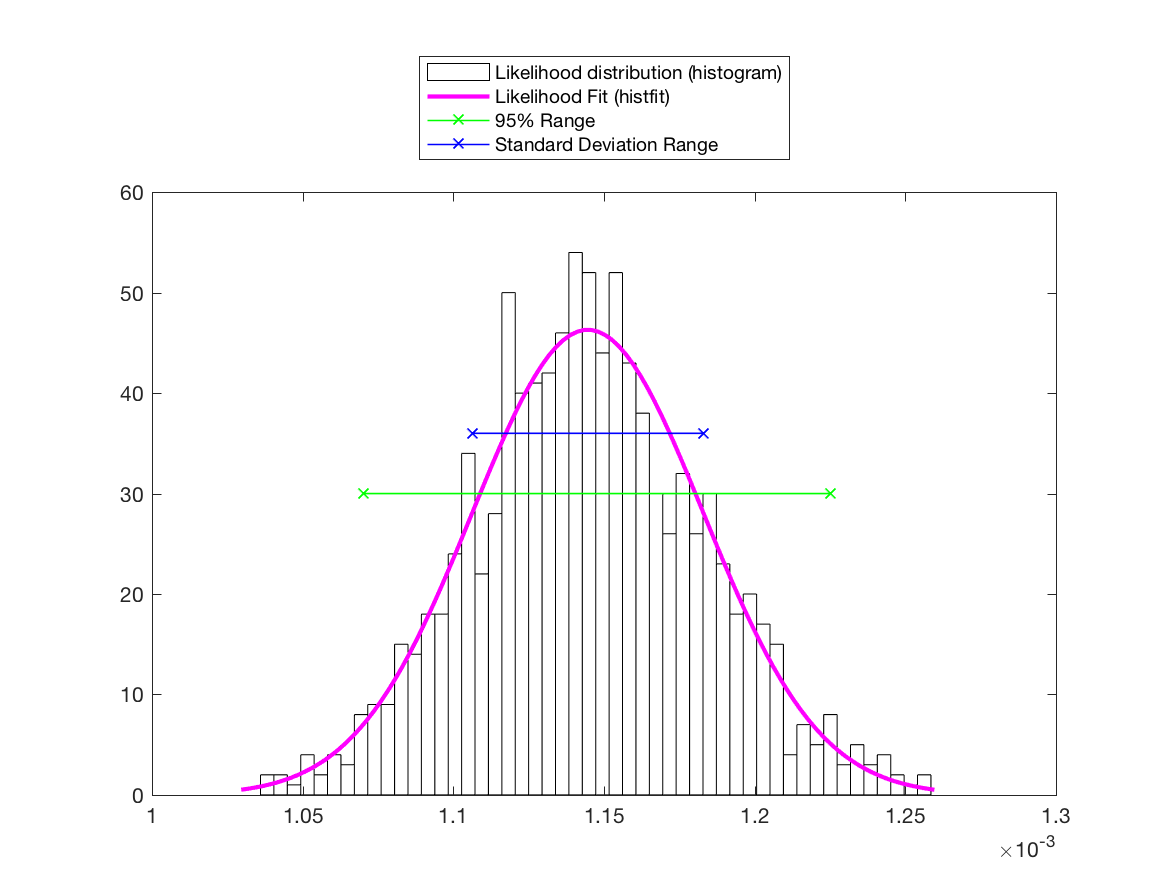 Likelihood distribution (histogram)
Likelihood Fit (histfit)
95% Range
Standard Deviation Range
60
50
40
30
20
10
0
1 1.05 1.1 1.15 1.2 1.25 1.3
×10-3